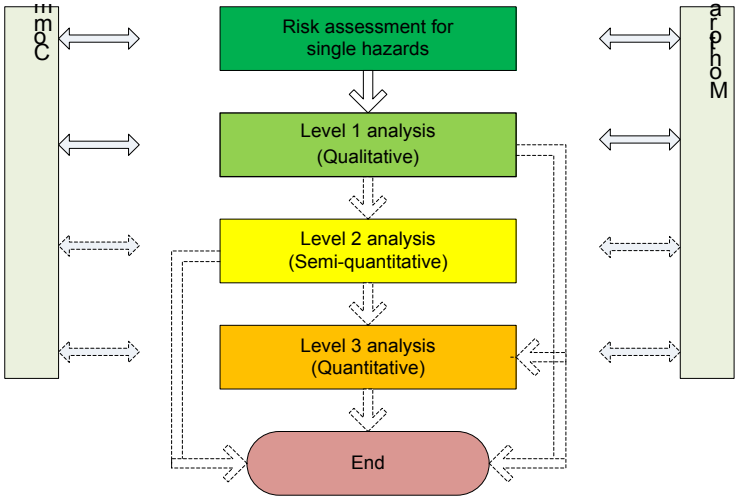 Comm
Risk assessment for
single hazards
Level 1 analysis
(Qualitative)
Level 2 analysis
(Semi-quantitative)
Level 3 analysis
(Quantitative)
End